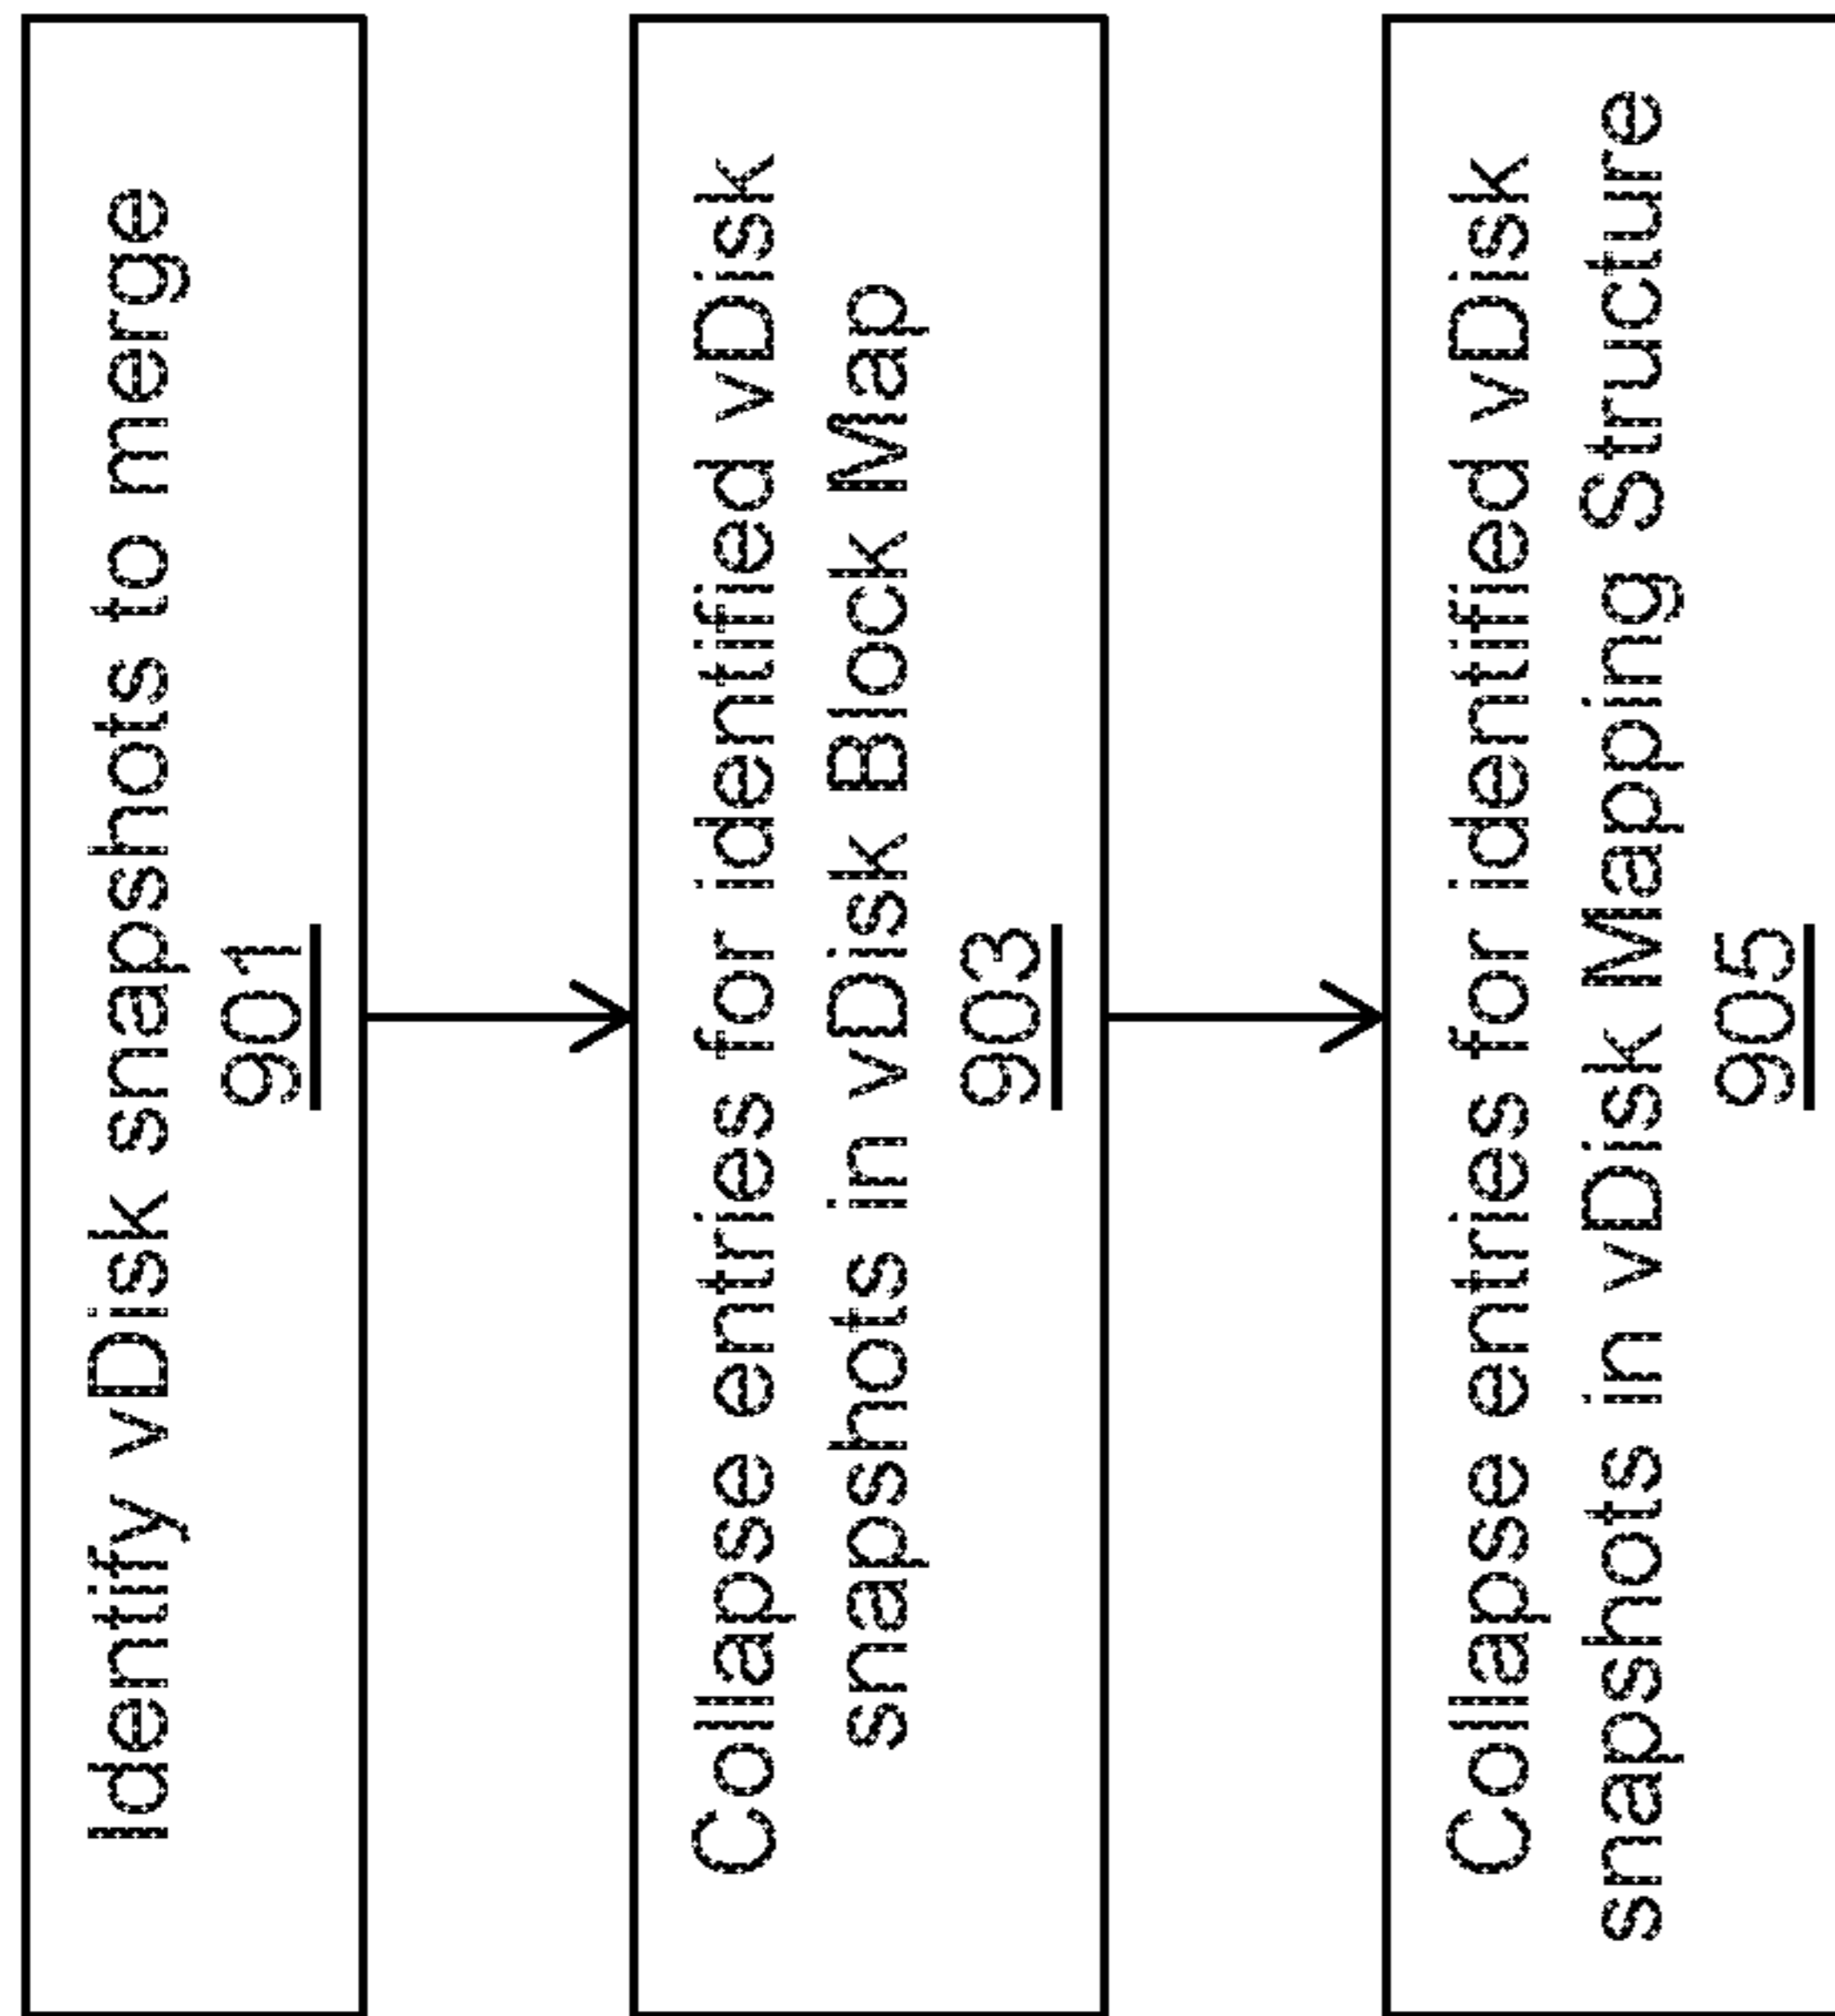 Identify vDisk snapshots to merge
901
Collapse entries for identified vDisk
snapshots in vDisk Block Map
903
Collapse entries for identified vDisk
snapshots in vDisk Mapping Structure
905